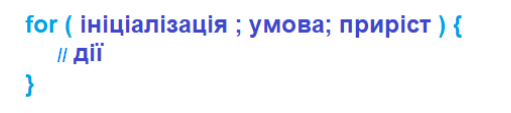 for ( ініціалізація ; умова; приріст ) {
// дії
}